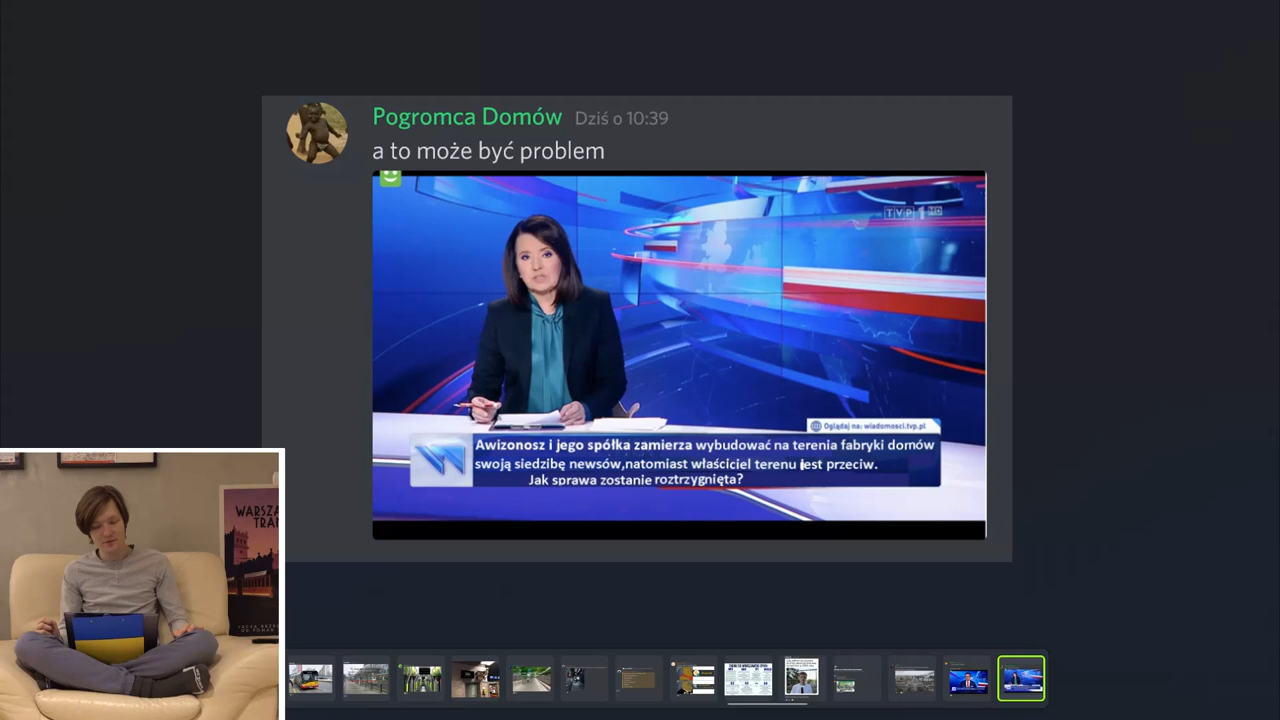 Pogromca Domów Dziś o 10:39
a to może być problem
TVP 1 HD
Oglądaj na: wiadomosci.tvp.pl
Awizonosz i jego spółka zamierza wybudować na terenia fabryki domów
swoją siedzibę newsów,natomiast właściciel terenu jest przeciw.
Jak sprawa zostanie roztrzygnięta?